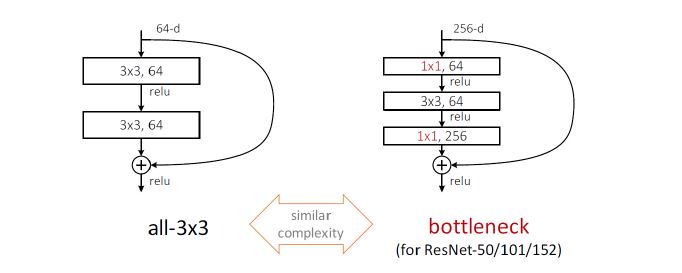 64-d
3x3, 64
relu
3x3, 64
relu
all-3x3
similar
complexity
256-d
1x1, 64
relu
3x3, 64
relu
1x1, 256
relu
bottleneck
(for ResNet-50/101/152)